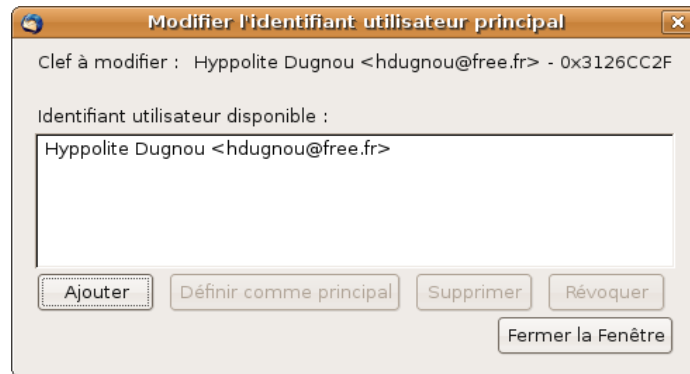 Modifier l'identifiant utilisateur principal
Clef à modifier : Hyppolite Dugnou <hdugnou@free.fr> - 0x3126CC2F
Identifiant utilisateur disponible :
Hyppolite Dugnou <hdugnou@free.fr>
Ajouter Définir comme principal Supprimer Révoquer
Fermer la Fenêtre